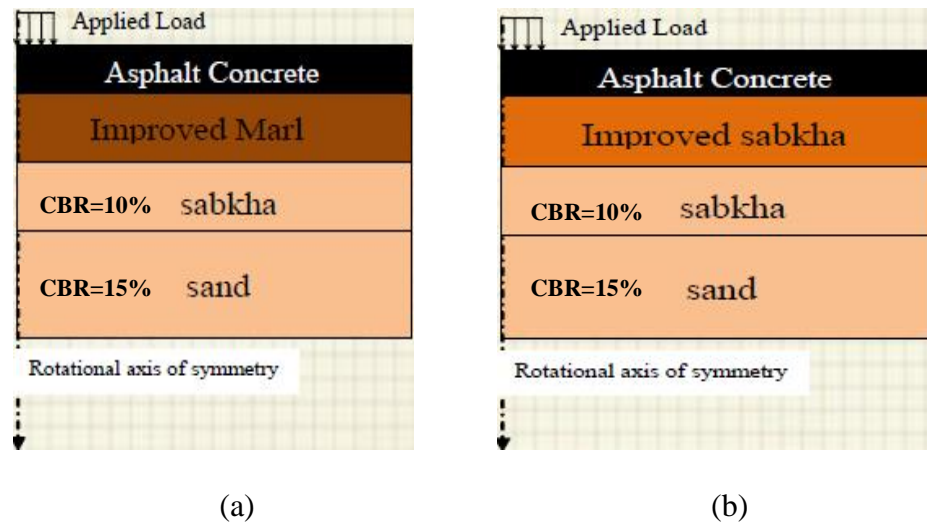 Applied Load
Asphalt Concrete
Improved Marl
CBR=10% sabkha
CBR=15% sand
Rotational axis of symmetry
(a)
Applied Load
Asphalt Concrete
Improved sabkha
CBR=10% sabkha
CBR=15% sand
Rotational axis of symmetry
(b)